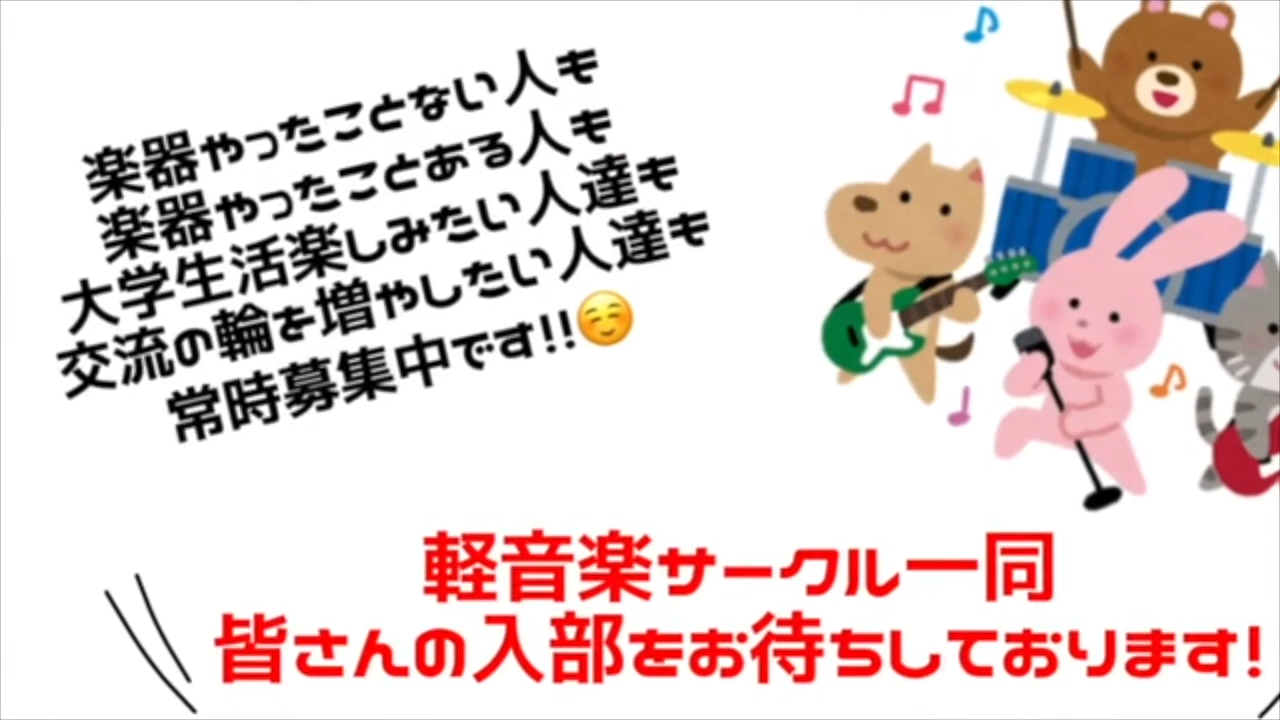 楽器やったことない人も
楽器やったことある人も
大学生活楽しみたい人達も
交流の輪を増やしたい人達も
常時募集中です!!☺️
軽音楽サークル一同
皆さんの入部をお待ちしております!